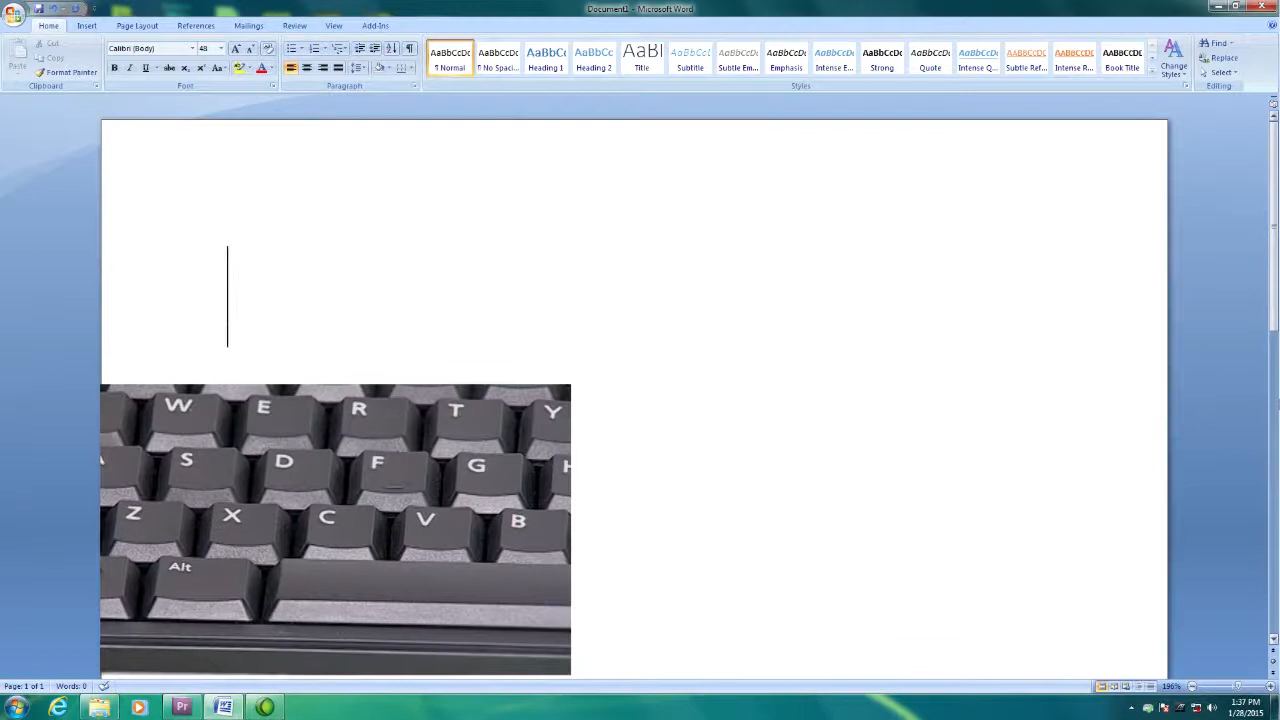 Document1 - Microsoft Word
Home Insert Page Layout References Mailings Review View Add-Ins
Cut
Copy
Paste
Format Painter
Clipboard
Calibri (Body) 48
Font
Paragraph
AaBbCcDc AaBbCcDc AaBbCc AaBbCc AaBl AaBbCcl AaBbCcDc AaBbCcDc AaBbCcDc AaBbCcDc AaBbCcDc AaBbCcDc AABBCCDC AABBCCDC AABBCCDC
¶ Normal ¶ No Spaci... Heading 1 Heading 2 Title Subtitle Subtle Em... Emphasis Intense E... Strong Quote Intense Q... Subtle Ref... Intense R... Book Title
Change Styles
Styles
Find
Replace
Select
Editing
W E R T Y
S D F G H
Z X C V B
Alt
Page: 1 of 1 Words: 0 196%
Pr
1:37 PM
1/28/2015